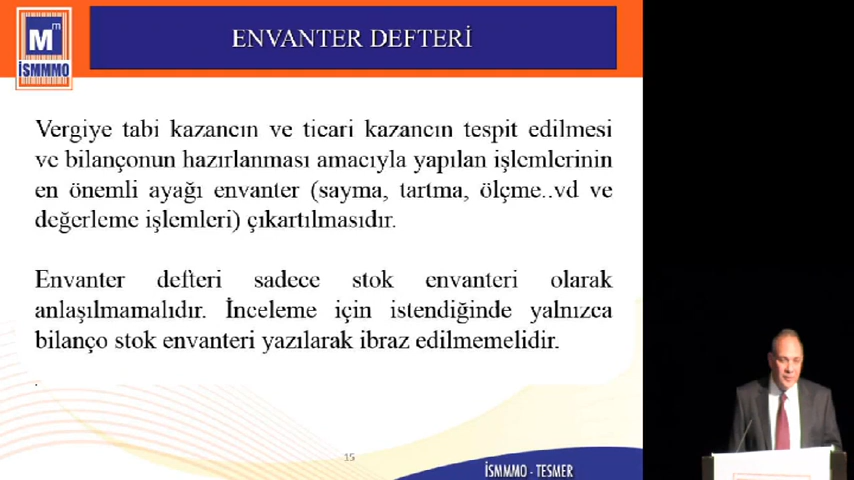 M m
İSMMMO
ENVANTER DEFTERİ
Vergiye tabi kazancın ve ticari kazancın tespit edilmesi
ve bilançonun hazırlanması amacıyla yapılan işlemlerinin
en önemli ayağı envanter (sayma, tartma, ölçme..vd ve
değerleme işlemleri) çıkartılmasıdır.
Envanter defteri sadece stok envanteri olarak
anlaşılmamalıdır. İnceleme için istendiğinde yalnızca
bilanço stok envanteri yazılarak ibraz edilmemelidir.
.
15
İSMMMO - TESMER